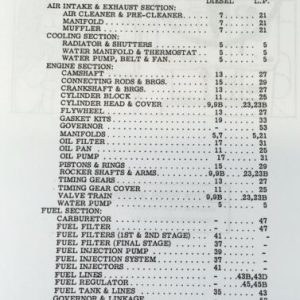 DIESEL L.P.
AIR INTAKE & EXHAUST SECTION:
AIR CLEANER & PRE-CLEANER 7 21
MANIFOLD 7 21
MUFFLER 7 21
COOLING SECTION:
RADIATOR & SHUTTERS 5 5
WATER MANIFOLD & THERMOSTAT 5 5
WATER PUMP, BELT & FAN 5 5
ENGINE SECTION:
CAMSHAFT 13 27
CONNECTING RODS & BRGS. 15 29
CRANKSHAFT & BRGS. 13 27
CYLINDER BLOCK 11 25
CYLINDER HEAD & COVER 9,9B .23,23B
FLYWHEEL 13 27
GASKET KITS 19 33
GOVERNOR - 53
MANIFOLDS 5,7 5,21
OIL FILTER 17 31
OIL PAN 11 25
OIL PUMP 17 31
PISTONS & RINGS 15 29
ROCKER SHAFTS & ARMS. 9,9B .23,23B
TIMING GEARS 13 27
TIMING GEAR COVER 11 25
VALVE TRAIN 9,9B .23,23B
WATER PUMP 5 5
FUEL SECTION:
CARBURETOR - 47
FUEL FILTER - 47
FUEL FILTERS (1ST & 2ND STAGE) 41 -
FUEL FILTER (FINAL STAGE) 37 -
FUEL INJECTION PUMP 39 -
FUEL INJECTION SYSTEM 37 -
FUEL INJECTORS 41 -
FUEL LINES - .43B,43D
FUEL REGULATOR - .45,45B
FUEL TANK & LINES 35 43
GOVERNOR & LINKAGE